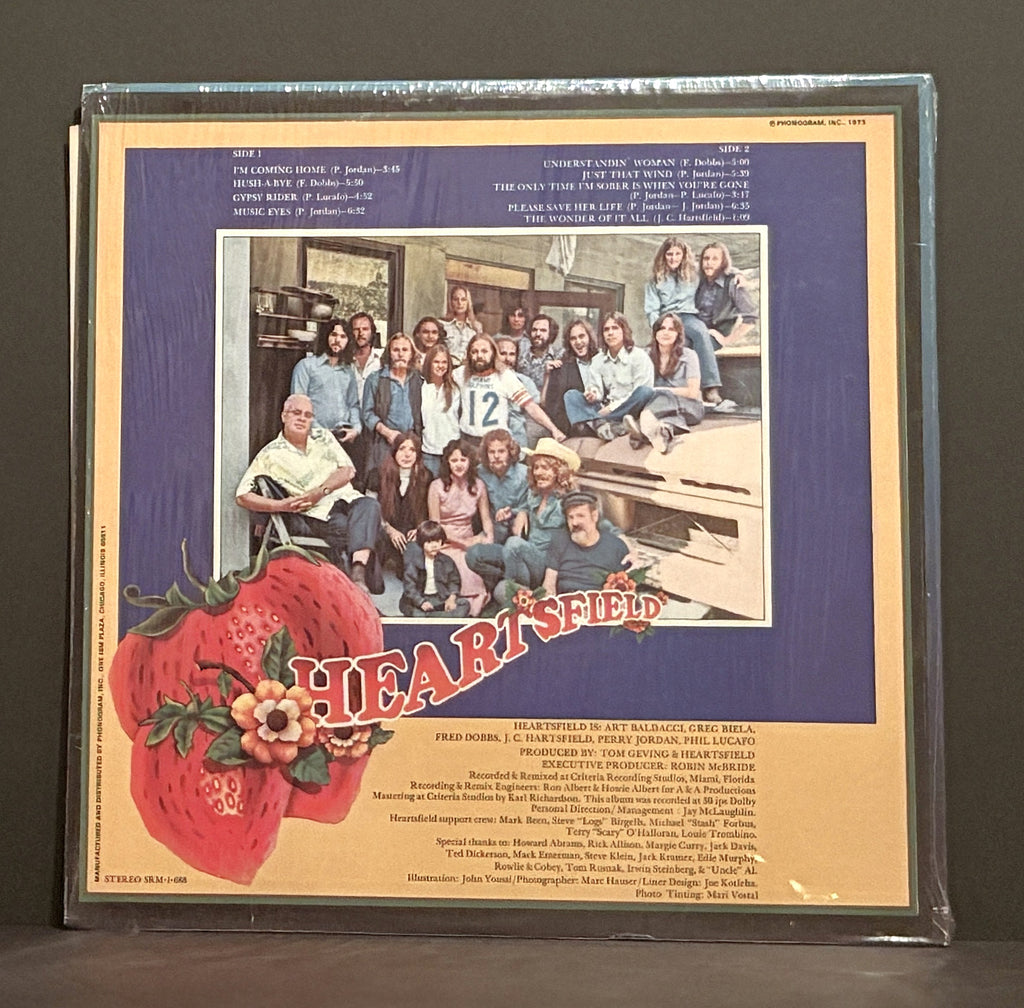 ℗ PHONOGRAM, INC., 1973
SIDE 1
I'M COMING HOME (P. Jordan)—3:45
HUSH-A-BYE (F. Dobbs)—5:50
GYPSY RIDER (P. Lucafo)—4:52
MUSIC EYES (P. Jordan)—6:32
SIDE 2
UNDERSTANDIN' WOMAN (F. Dobbs)—5:00
JUST THAT WIND (P. Jordan)—5:39
THE ONLY TIME I'M SOBER IS WHEN YOU'RE GONE
(P. Jordan—P. Lucafo)—3:17
PLEASE SAVE HER LIFE (P. Jordan—J. Jordan)—6:35
THE WONDER OF IT ALL (J. C. Hartsfield)—1:09
MIAMI
DOLPHINS
12
HEARTSFIELD
HEARTSFIELD IS: ART BALDACCI, GREG BIELA,
FRED DOBBS, J. C. HARTSFIELD, PERRY JORDAN, PHIL LUCAFO
PRODUCED BY: TOM GEVING & HEARTSFIELD
EXECUTIVE PRODUCER: ROBIN McBRIDE
Recorded & Remixed at Criteria Recording Studios, Miami, Florida
Recording & Remix Engineers: Ron Albert & Howie Albert for A & A Productions
Mastering at Criteria Studios by Karl Richardson. This album was recorded at 30 ips Dolby
Personal Direction/Management: Jay McLaughlin.
Heartsfield support crew: Mark Been, Steve "Logs" Birgells, Michael "Stash" Forbus,
Terry "Scary" O'Halloran, Louie Trombino.
Special thanks to: Howard Abrams, Rick Allison, Margie Curry, Jack Davis,
Ted Dickerson, Mack Emerman, Steve Klein, Jack Kramer, Edie Murphy,
Rowlie & Cobey, Tom Rusnak, Irwin Steinberg, & "Uncle" Al.
Illustration: John Youssi/Photographer: Marc Hauser/Liner Design: Joe Kotleba,
Photo Tinting: Mari Vostal
STEREO SRM-1-688
MANUFACTURED AND DISTRIBUTED BY PHONOGRAM, INC., ONE IBM PLAZA, CHICAGO, ILLINOIS 60611